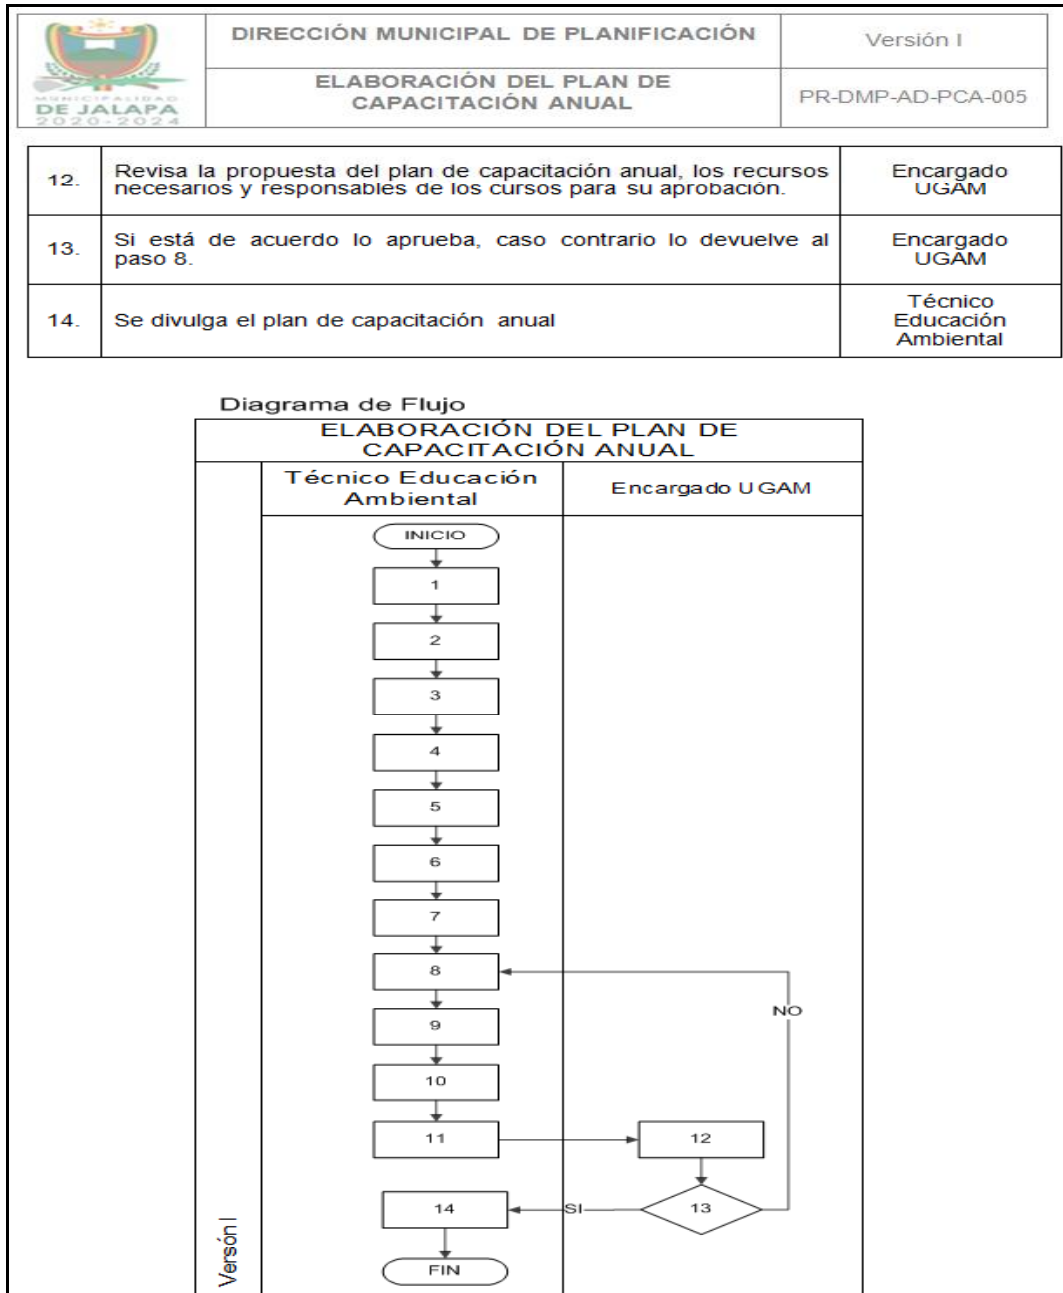 MUNICIPALIDAD
DE JALAPA
2020-2024
DIRECCIÓN MUNICIPAL DE PLANIFICACIÓN
Versión I
ELABORACIÓN DEL PLAN DE
CAPACITACIÓN ANUAL
PR-DMP-AD-PCA-005
12.
Revisa la propuesta del plan de capacitación anual, los recursos
necesarios y responsables de los cursos para su aprobación.
Encargado
UGAM
13.
Si está de acuerdo lo aprueba, caso contrario lo devuelve al
paso 8.
Encargado
UGAM
14.
Se divulga el plan de capacitación anual
Técnico
Educación
Ambiental
Diagrama de Flujo
ELABORACIÓN DEL PLAN DE
CAPACITACIÓN ANUAL
Técnico Educación
Ambiental
Encargado UGAM
INICIO
1
2
3
4
5
6
7
8
NO
9
10
11
12
14
SI
13
Versón I
FIN